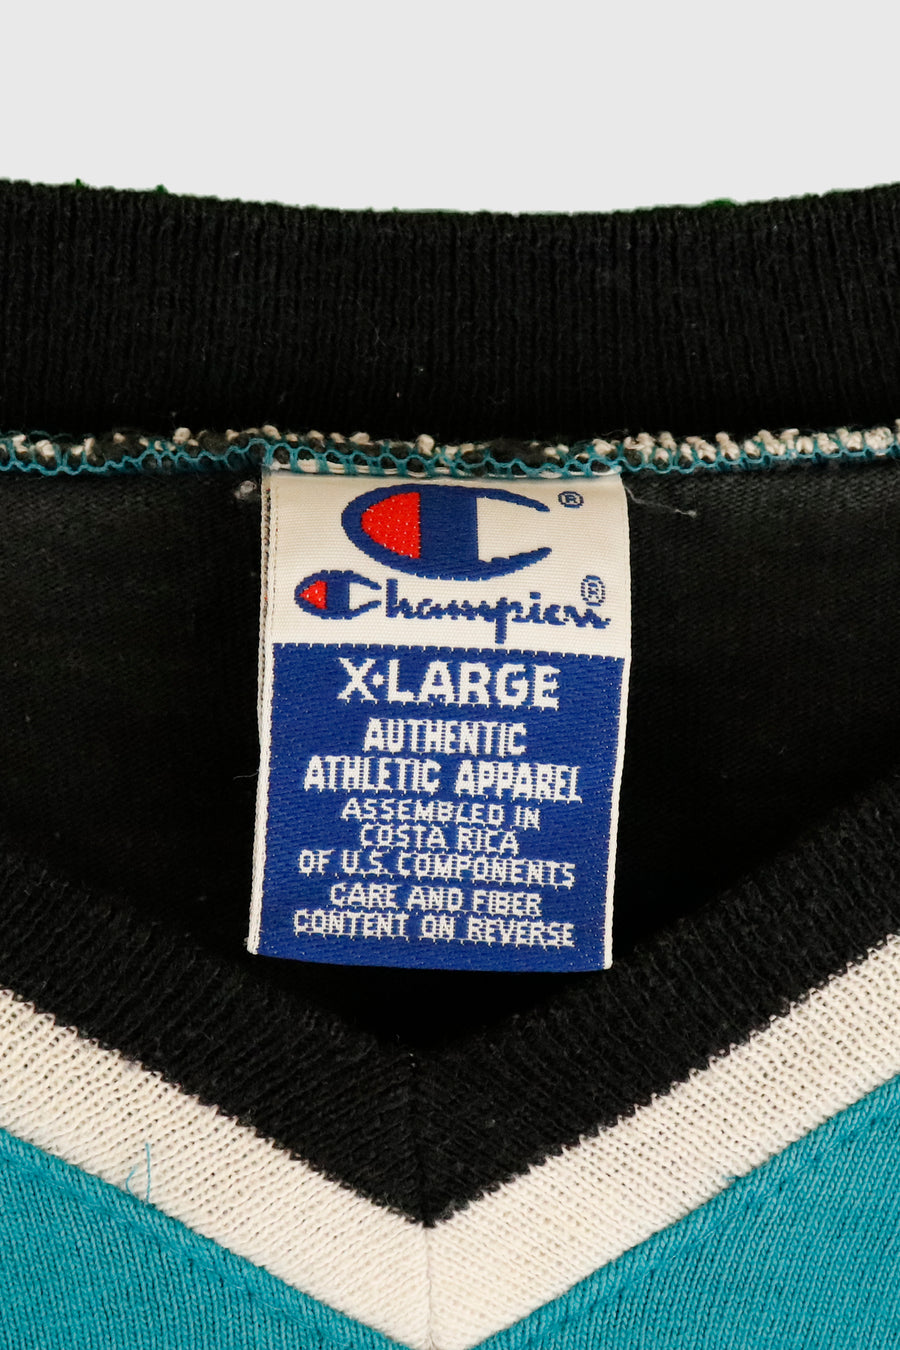 ®
Champion®
X·LARGE
AUTHENTIC
ATHLETIC APPAREL
ASSEMBLED IN
COSTA RICA
OF U.S. COMPONENTS
CARE AND FIBER
CONTENT ON REVERSE